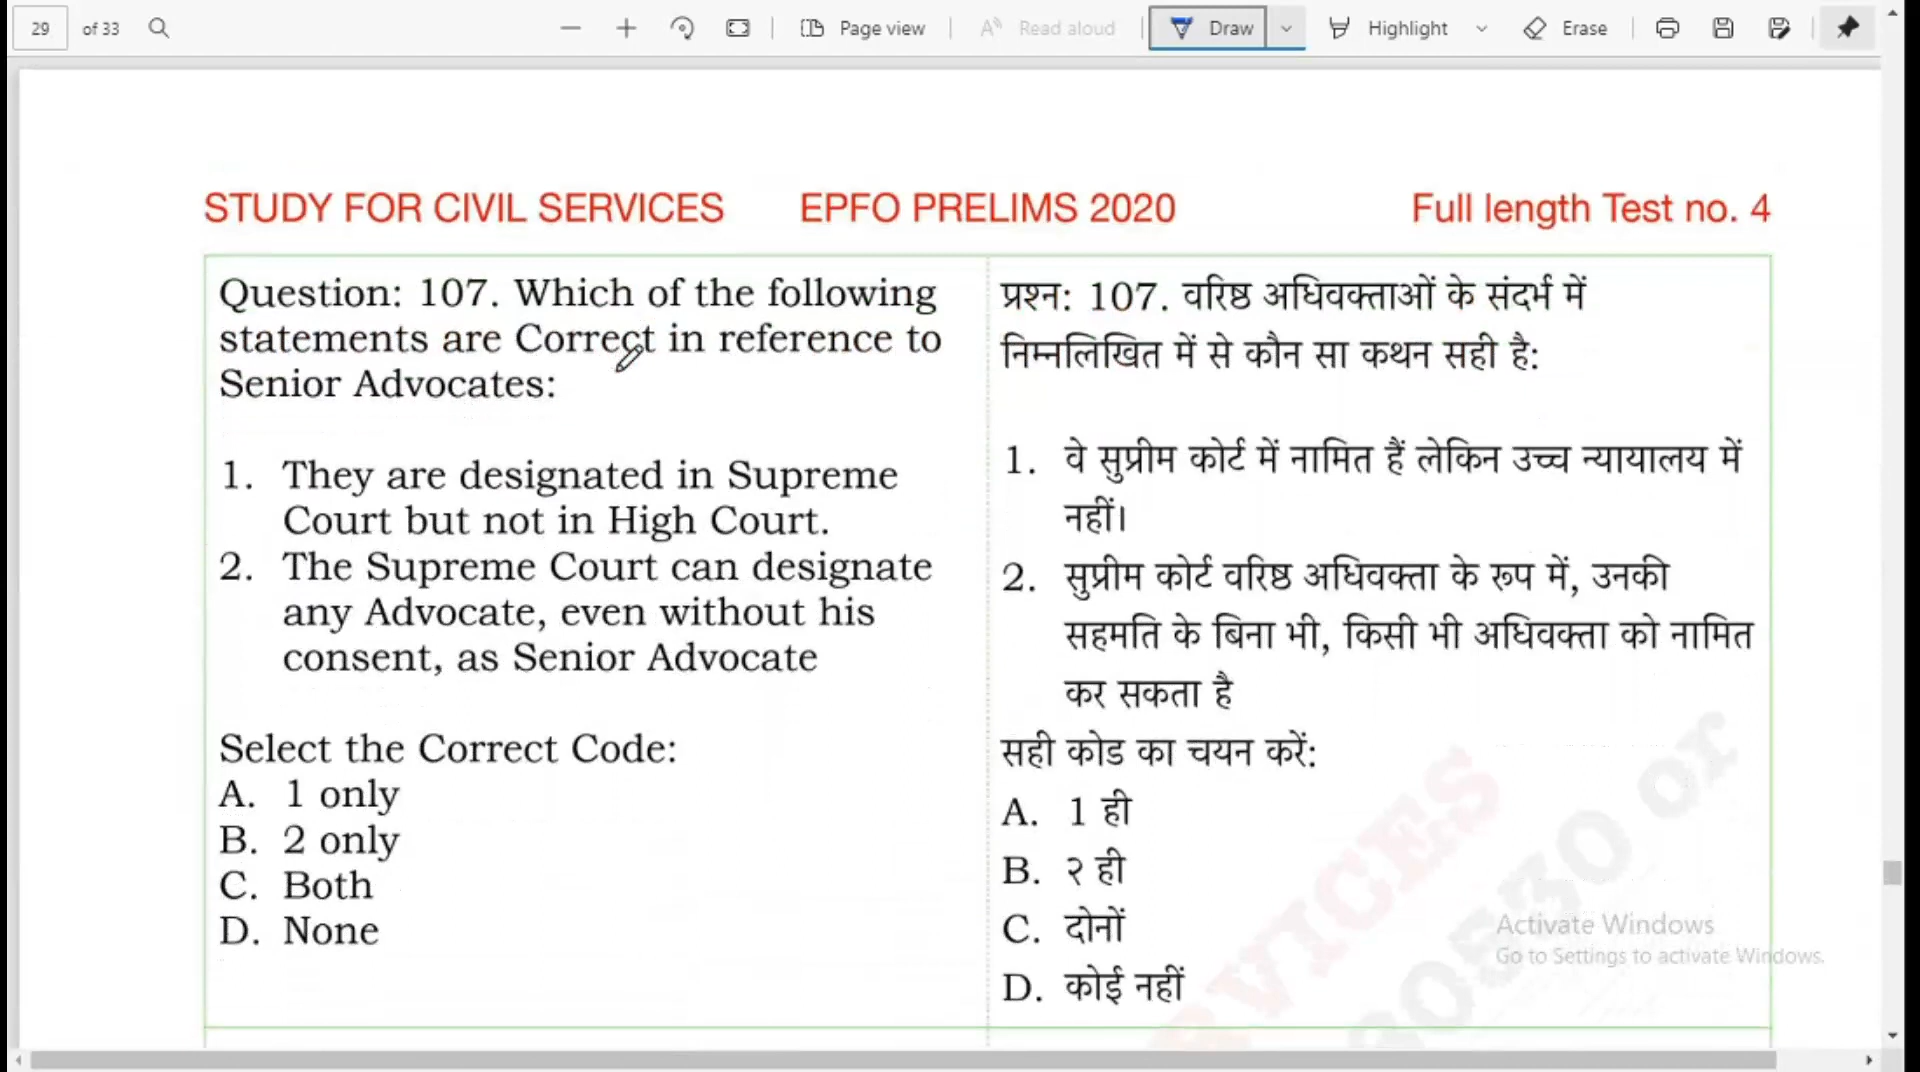 29 of 33 Page view Read aloud Draw Highlight Erase
STUDY FOR CIVIL SERVICES EPFO PRELIMS 2020 Full length Test no. 4
Question: 107. Which of the following
statements are Correct in reference to
Senior Advocates:
1. They are designated in Supreme
Court but not in High Court.
2. The Supreme Court can designate
any Advocate, even without his
consent, as Senior Advocate
Select the Correct Code:
A. 1 only
B. 2 only
C. Both
D. None
प्रश्न: 107. वरिष्ठ अधिवक्ताओं के संदर्भ में
निम्नलिखित में से कौन सा कथन सही है:
1. वे सुप्रीम कोर्ट में नामित हैं लेकिन उच्च न्यायालय में
नहीं।
2. सुप्रीम कोर्ट वरिष्ठ अधिवक्ता के रूप में, उनकी
सहमति के बिना भी, किसी भी अधिवक्ता को नामित
कर सकता है
सही कोड का चयन करें:
A. 1 ही
B. २ ही
C. दोनों
D. कोई नहीं
Activate Windows
Go to Settings to activate Windows.